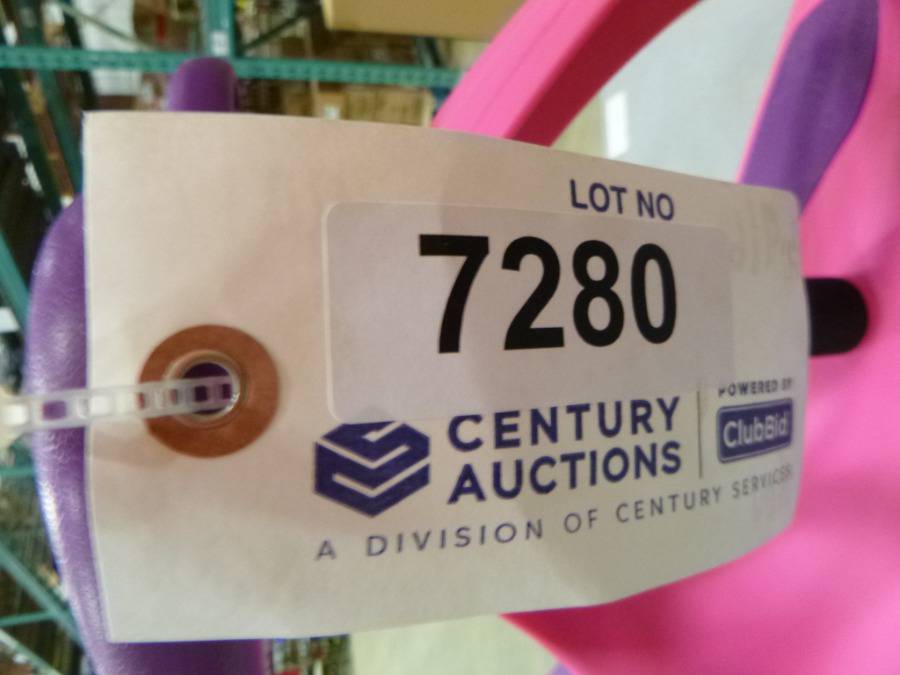 LOT NO
7280
CENTURY
AUCTIONS
POWERED BY
ClubBid
A DIVISION OF CENTURY SERVICES